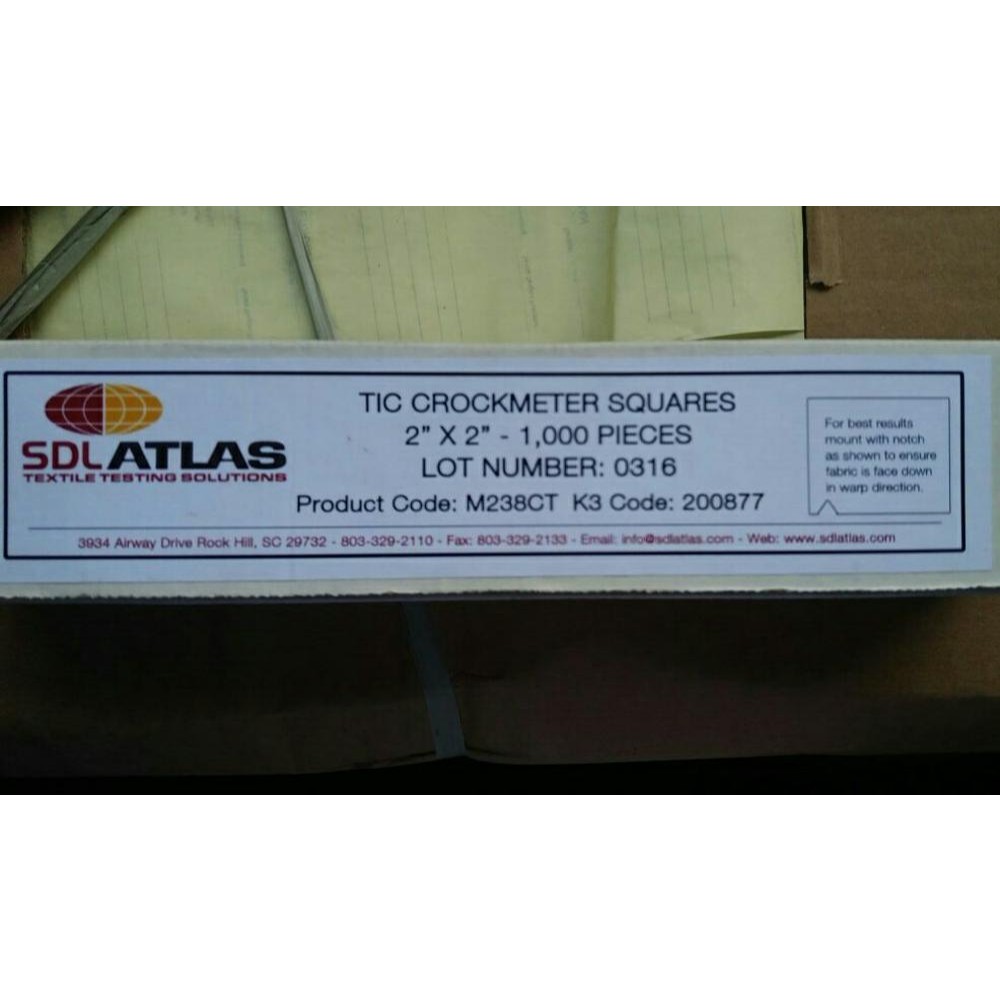 SDL ATLAS
TEXTILE TESTING SOLUTIONS
TIC CROCKMETER SQUARES
2" X 2" - 1,000 PIECES
LOT NUMBER: 0316
Product Code: M238CT K3 Code: 200877
For best results
mount with notch
as shown to ensure
fabric is face down
in warp direction.
3934 Airway Drive Rock Hill, SC 29732 - 803-329-2110 - Fax: 803-329-2133 - Email: info@sdlatlas.com - Web: www.sdlatlas.com